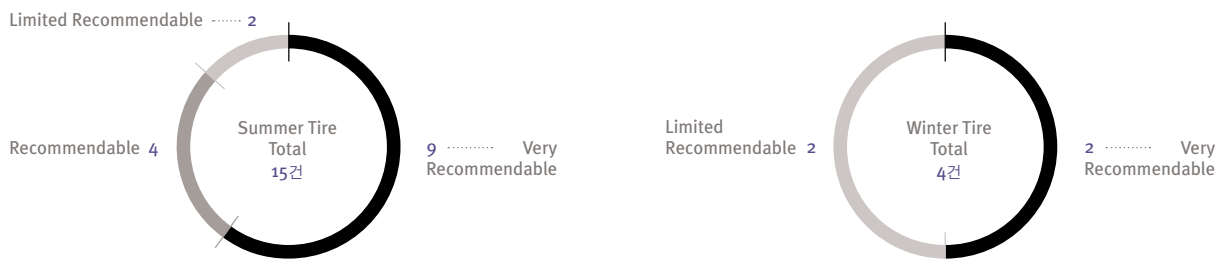 Limited Recommendable 2
Summer Tire
Total
15건
Recommendable 4
9 Very
Recommendable
Winter Tire
Total
4건
Limited
Recommendable 2
2 Very
Recommendable